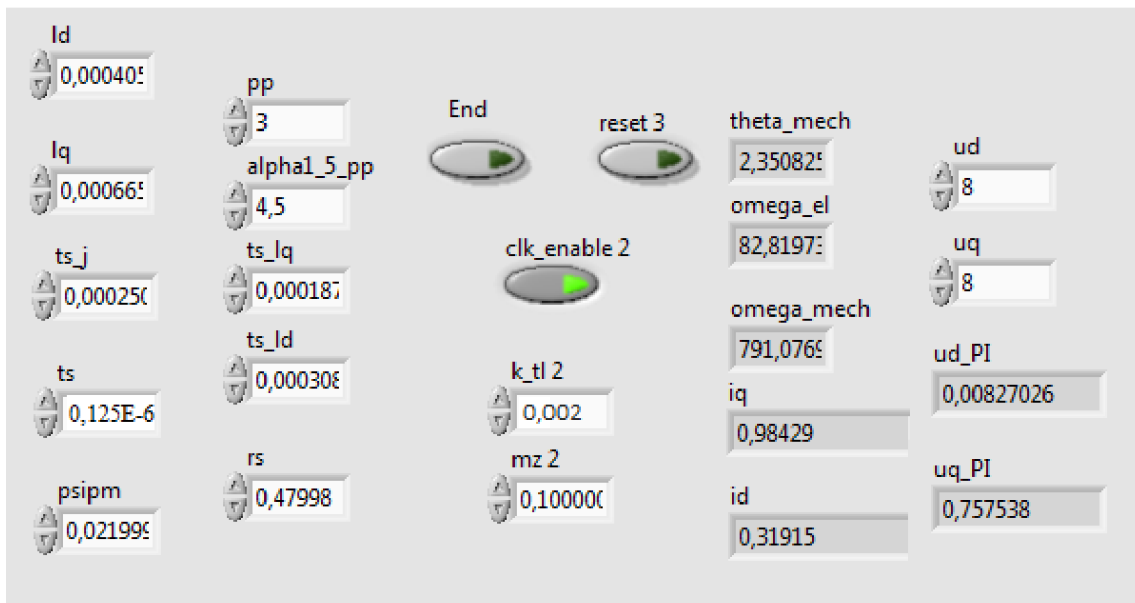 ld
0,000405
lq
0,000665
ts_j
0,000250
ts
0,125E-6
psipm
0,021999
pp
3
alpha1_5_pp
4,5
ts_lq
0,000187
ts_ld
0,000308
rs
0,47998
End
reset 3
clk_enable 2
k_tl 2
0,002
mz 2
0,100000
theta_mech
2,350825
omega_el
82,81973
omega_mech
791,0769
iq
0,98429
id
0,31915
ud
8
uq
8
ud_PI
0,00827026
uq_PI
0,757538